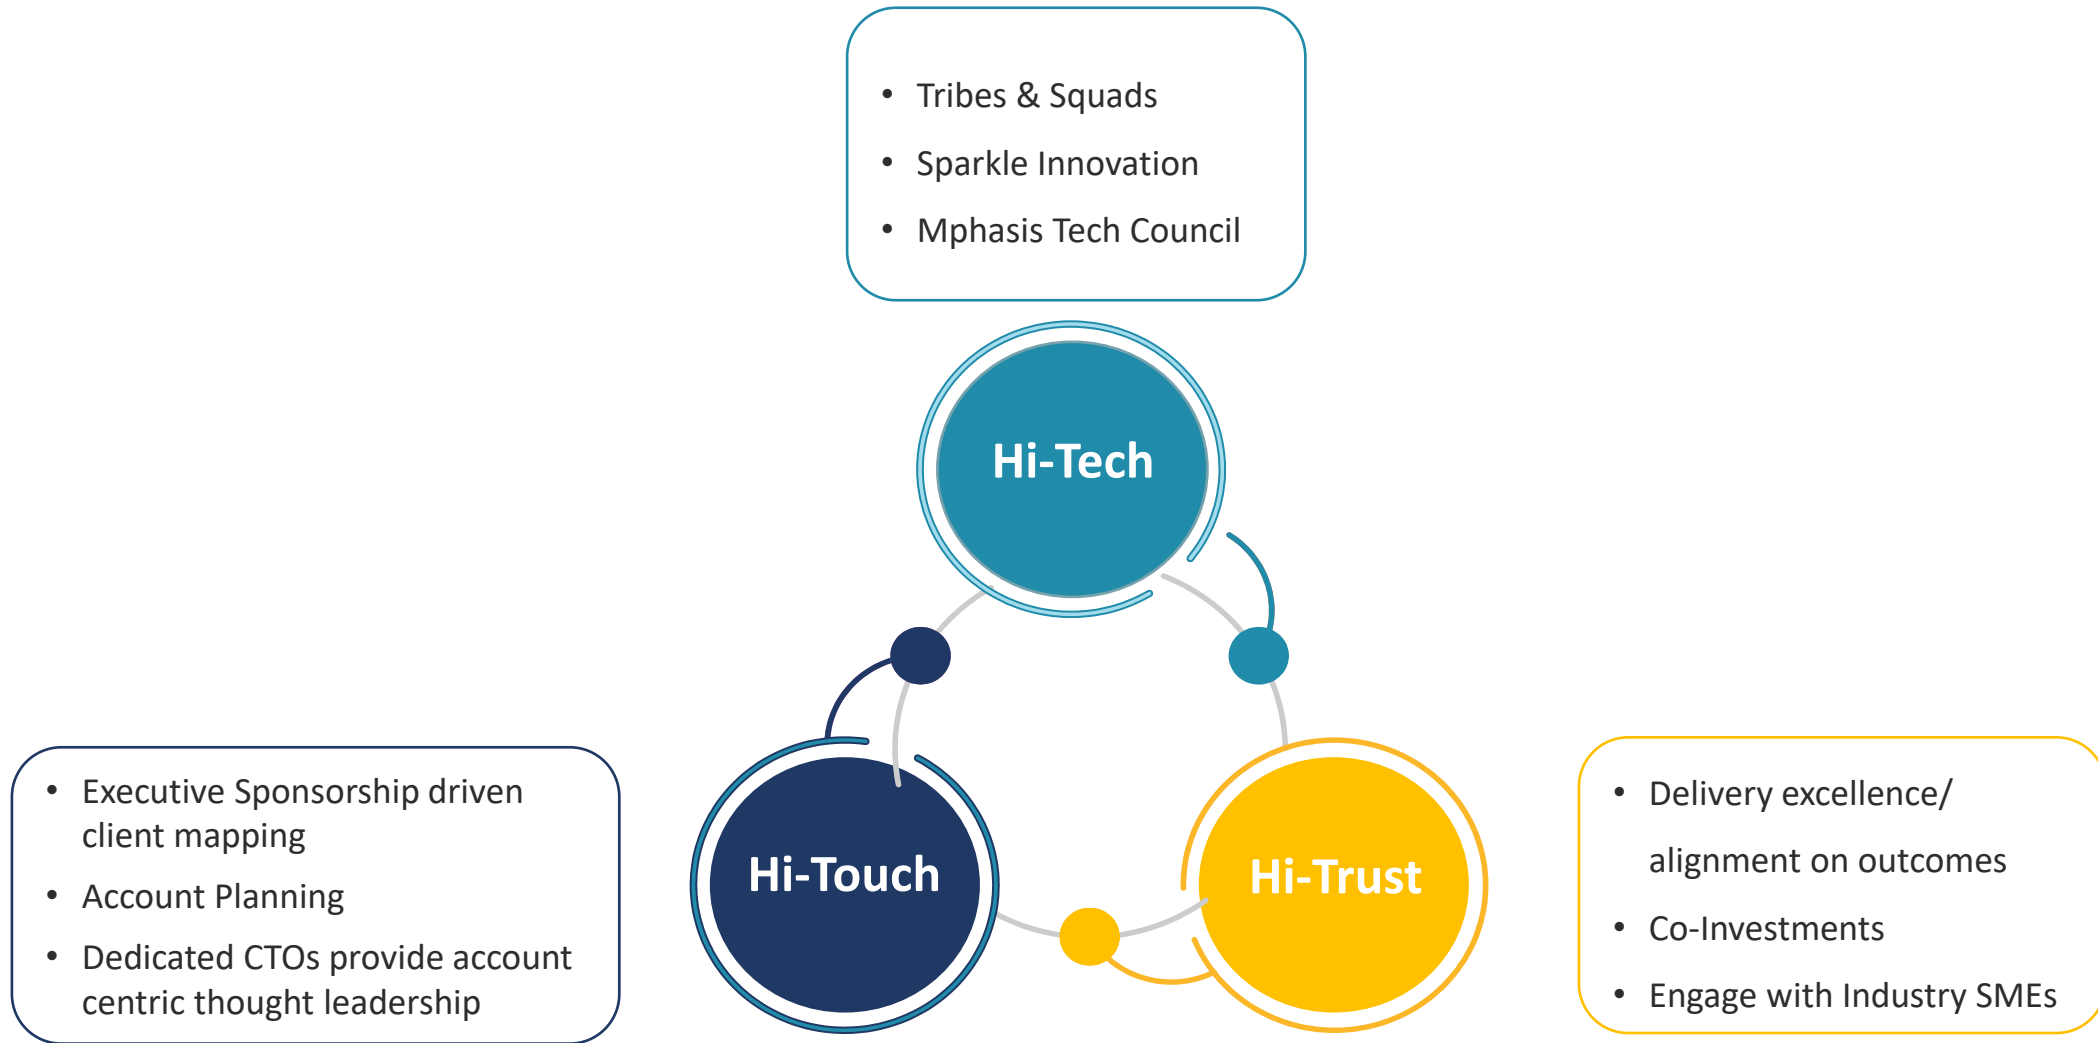 • Tribes & Squads
• Sparkle Innovation
• Mphasis Tech Council
Hi-Tech
• Executive Sponsorship driven
client mapping
• Account Planning
• Dedicated CTOs provide account
centric thought leadership
Hi-Touch
Hi-Trust
• Delivery excellence/
alignment on outcomes
• Co-Investments
• Engage with Industry SMEs